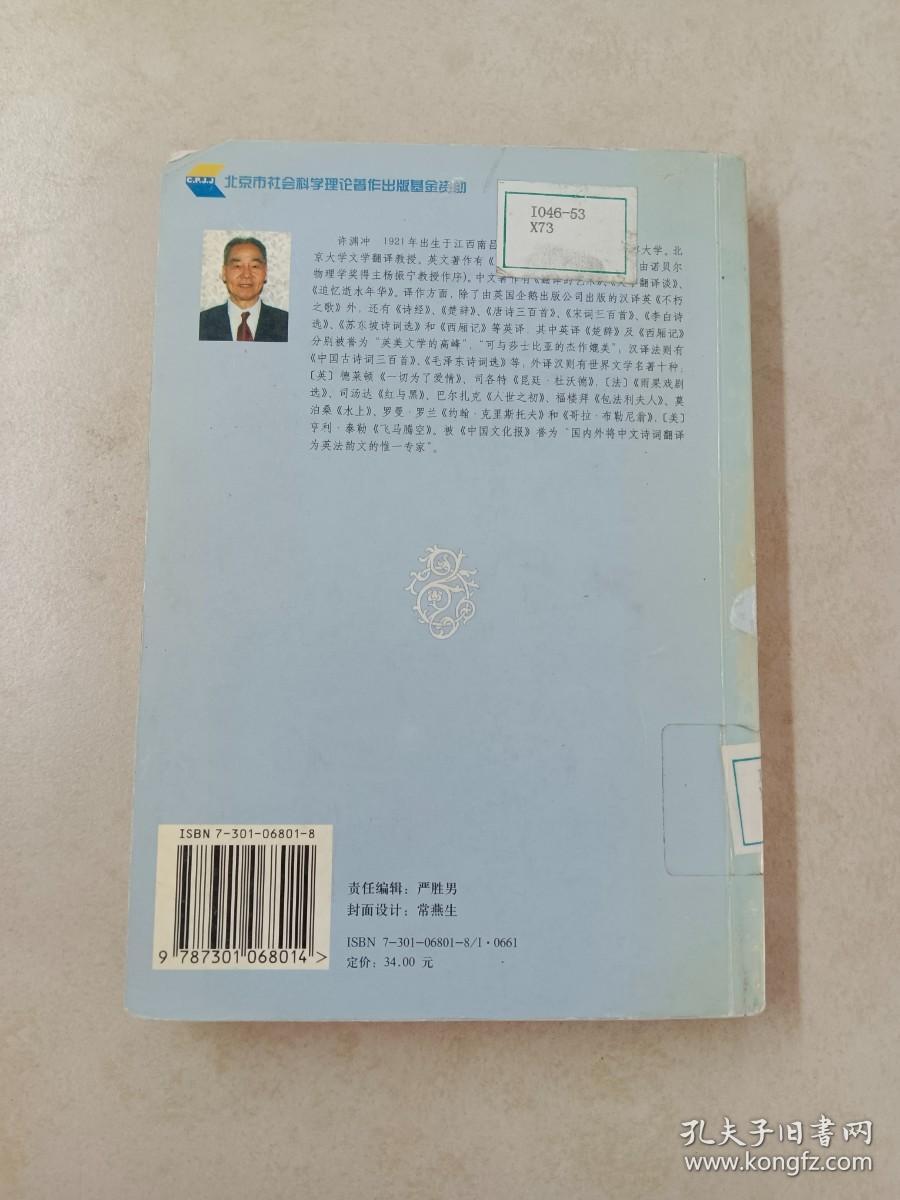 C.P.J.J
北京市社会科学理论著作出版基金资助
I046-53
X73
许渊冲 1921年出生于江西南昌 大学。北
京大学文学翻译教授。英文著作有《 由诺贝尔
物理学奖得主杨振宁教授作序)。中文著作有《翻译的艺术》、《文学翻译谈》、
《追忆逝水年华》。译作方面，除了由英国企鹅出版公司出版的汉译英《不朽
之歌》外，还有《诗经》、《楚辞》、《唐诗三百首》、《宋词三百首》、《李白诗
选》、《苏东坡诗词选》和《西厢记》等英译，其中英译《楚辞》及《西厢记》
分别被誉为“英美文学的高峰”，“可与莎士比亚的杰作媲美”；汉译法则有
《中国古诗词三百首》、《毛泽东诗词选》等；外译汉则有世界文学名著十种：
[英]德莱顿《一切为了爱情》、司各特《昆廷·杜沃德》，[法]《雨果戏剧
选》、司汤达《红与黑》、巴尔扎克《人世之初》、福楼拜《包法利夫人》、莫
泊桑《水上》、罗曼·罗兰《约翰·克里斯托夫》和《哥拉·布勒尼翁》，[美]
亨利·泰勒《飞马腾空》。被《中国文化报》誉为“国内外将中文诗词翻译
为英法韵文的惟一专家”。
ISBN 7-301-06801-8
9 787301 068014 >
责任编辑：严胜男
封面设计：常燕生
ISBN 7-301-06801-8/I·0661
定价：34.00 元
孔夫子旧书网
www.kongfz.com